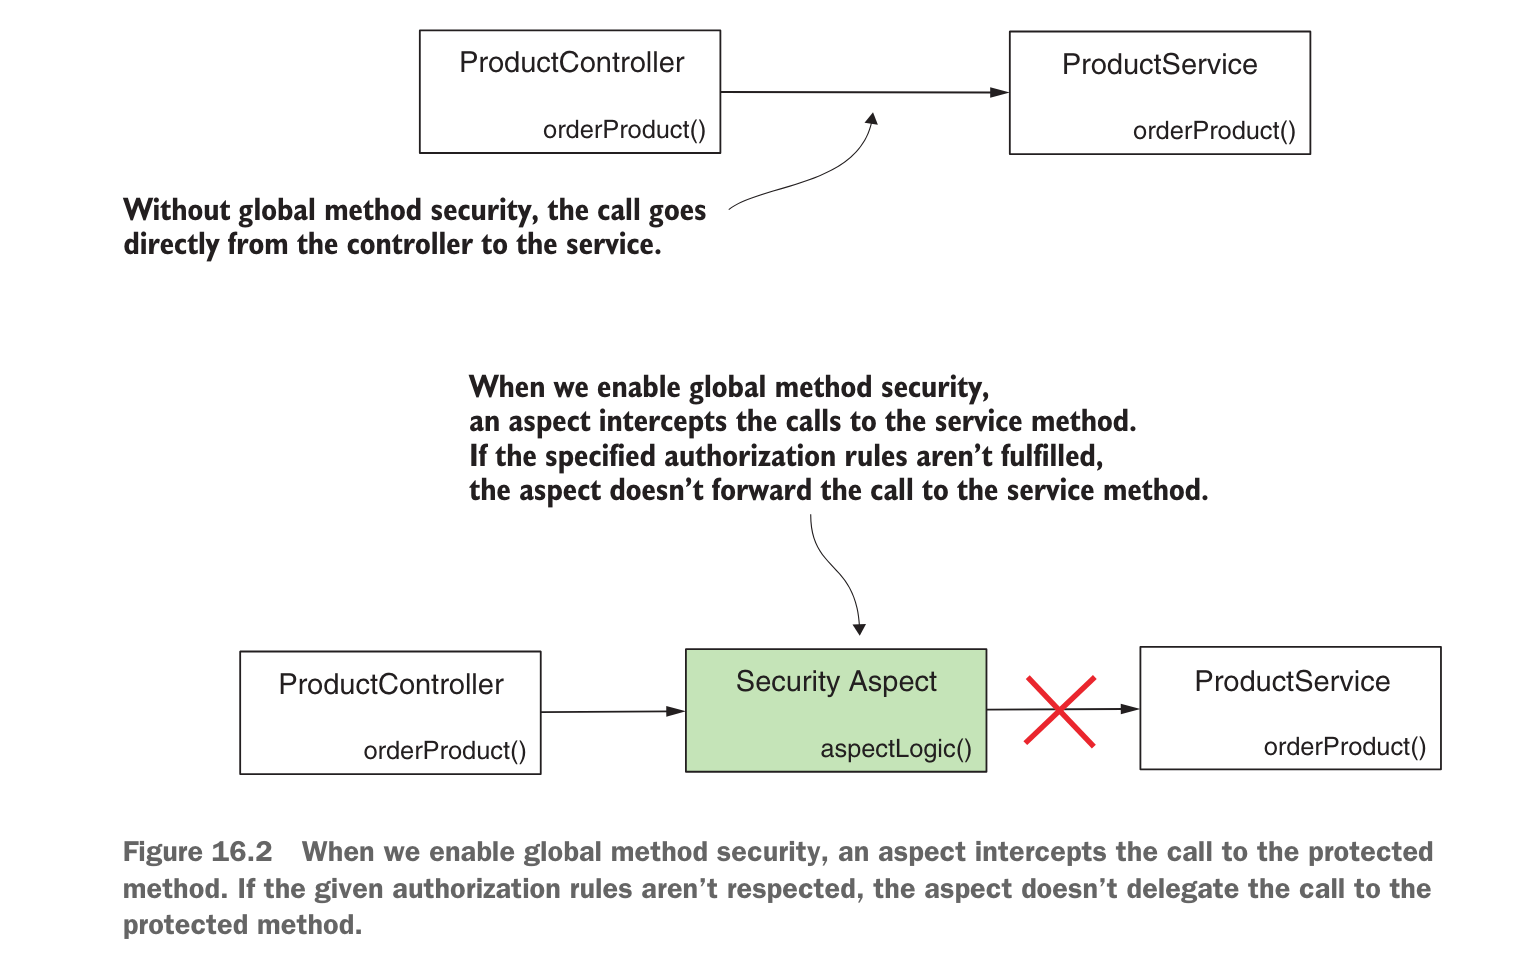 ProductController
ProductService
orderProduct()
orderProduct()
Without global method security, the call goes
directly from the controller to the service.
When we enable global method security,
an aspect intercepts the calls to the service method.
If the specified authorization rules aren’t fulfilled,
the aspect doesn’t forward the call to the service method.
ProductController
Security Aspect
ProductService
orderProduct()
aspectLogic()
orderProduct()
Figure 16.2 When we enable global method security, an aspect intercepts the call to the protected
method. If the given authorization rules aren’t respected, the aspect doesn’t delegate the call to the
protected method.